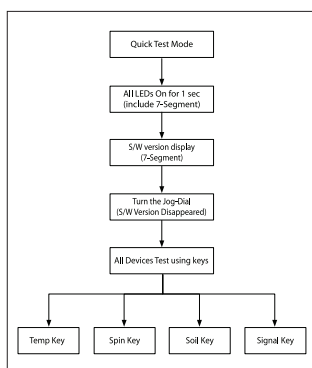 Quick Test Mode
All LEDs On for 1 sec
(include 7-Segment)
S/W version display
(7-Segment)
Turn the Jog-Dial
(S/W Version Disappeared)
All Devices Test using keys
Temp Key
Spin Key
Soil Key
Signal Key